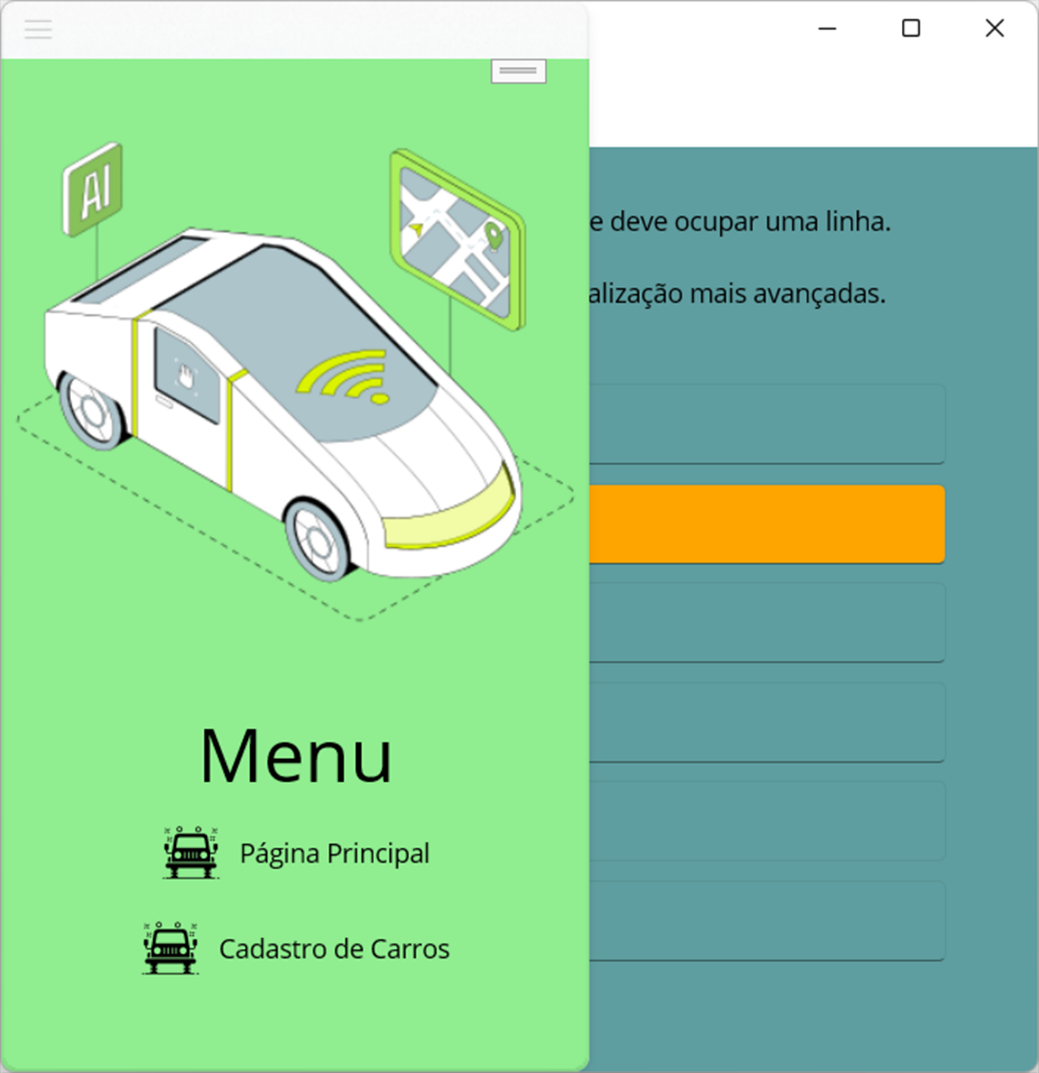 AI
e deve ocupar uma linha.
alização mais avançadas.
Menu
Página Principal
Cadastro de Carros